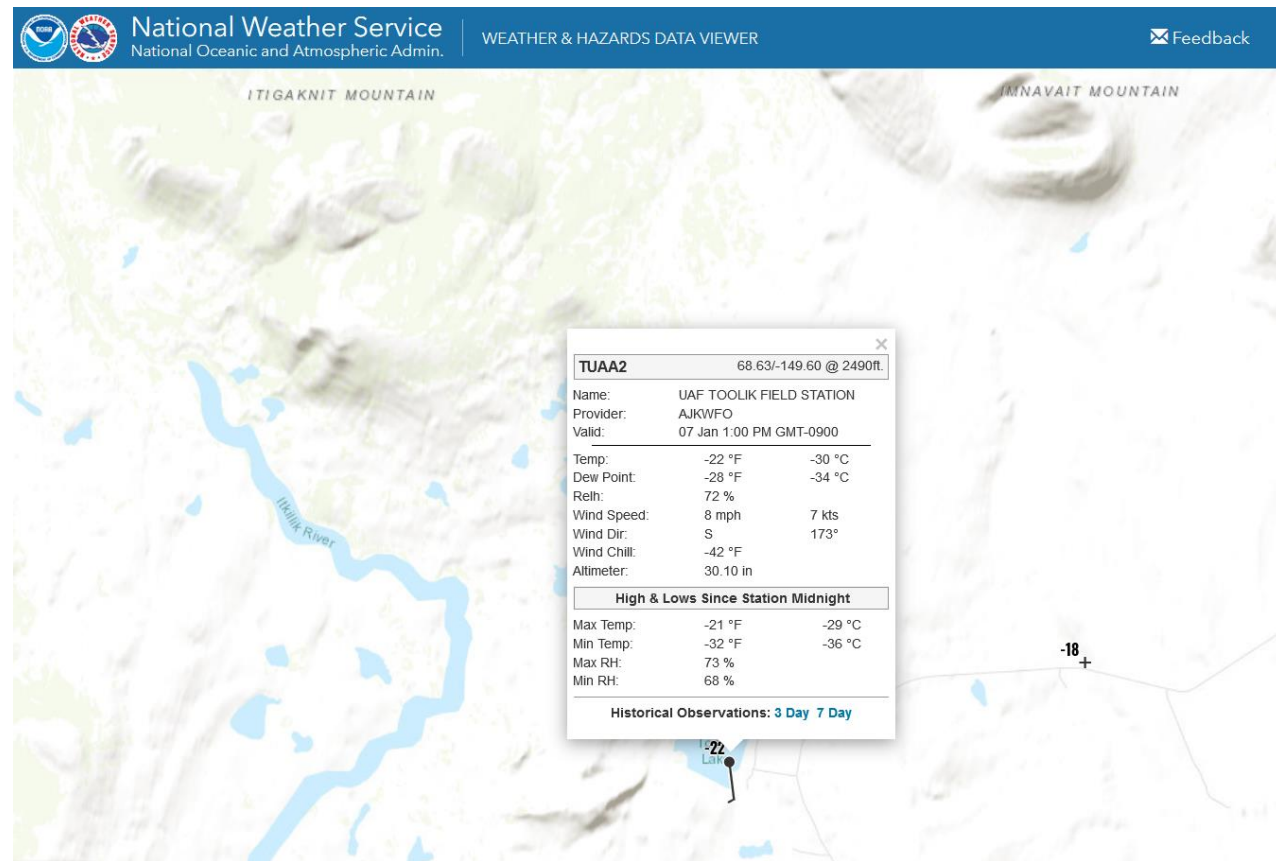 NOAA
National Weather Service
National Oceanic and Atmospheric Admin.
WEATHER & HAZARDS DATA VIEWER
Feedback
ITIGAKNIT MOUNTAIN
IMNAVAIT MOUNTAIN
×
TUAA2 68.63/-149.60 @ 2490ft.
Name: UAF TOOLIK FIELD STATION
Provider: AJKWFO
Valid: 07 Jan 1:00 PM GMT-0900
Temp: -22 °F -30 °C
Dew Point: -28 °F -34 °C
Relh: 72 %
Wind Speed: 8 mph 7 kts
Wind Dir: S 173°
Wind Chill: -42 °F
Altimeter: 30.10 in
High & Lows Since Station Midnight
Max Temp: -21 °F -29 °C
Min Temp: -32 °F -36 °C
Max RH: 73 %
Min RH: 68 %
Historical Observations: 3 Day 7 Day
Itkillik River
-18
-22
Lake